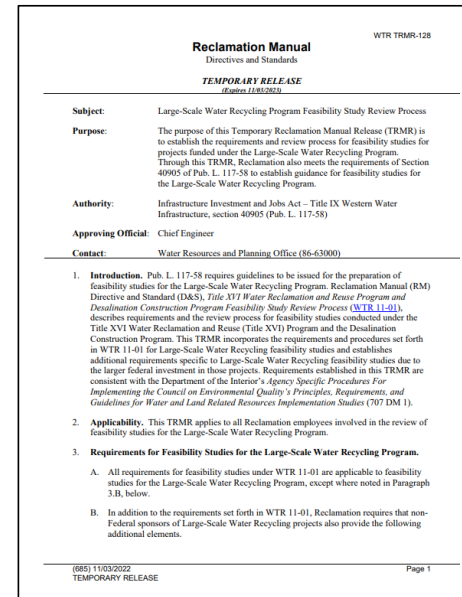 WTR TRMR-128
Reclamation Manual
Directives and Standards
TEMPORARY RELEASE
(Expires 11/03/2023)
Subject: Large-Scale Water Recycling Program Feasibility Study Review Process
Purpose: The purpose of this Temporary Reclamation Manual Release (TRMR) is
to establish the requirements and review process for feasibility studies for
projects funded under the Large-Scale Water Recycling Program.
Through this TRMR, Reclamation also meets the requirements of Section
40905 of Pub. L. 117-58 to establish guidance for feasibility studies for
the Large-Scale Water Recycling Program.
Authority: Infrastructure Investment and Jobs Act – Title IX Western Water
Infrastructure, section 40905 (Pub. L. 117-58)
Approving Official: Chief Engineer
Contact: Water Resources and Planning Office (86-63000)
1. Introduction. Pub. L. 117-58 requires guidelines to be issued for the preparation of
feasibility studies for the Large-Scale Water Recycling Program. Reclamation Manual (RM)
Directive and Standard (D&S), Title XVI Water Reclamation and Reuse Program and
Desalination Construction Program Feasibility Study Review Process (WTR 11-01),
describes requirements and the review process for feasibility studies conducted under the
Title XVI Water Reclamation and Reuse (Title XVI) Program and the Desalination
Construction Program. This TRMR incorporates the requirements and procedures set forth
in WTR 11-01 for Large-Scale Water Recycling feasibility studies and establishes
additional requirements specific to Large-Scale Water Recycling feasibility studies due to
the larger federal investment in those projects. Requirements established in this TRMR are
consistent with the Department of the Interior's Agency Specific Procedures For
Implementing the Council on Environmental Quality's Principles, Requirements, and
Guidelines for Water and Land Related Resources Implementation Studies (707 DM 1).
2. Applicability. This TRMR applies to all Reclamation employees involved in the review of
feasibility studies for the Large-Scale Water Recycling Program.
3. Requirements for Feasibility Studies for the Large-Scale Water Recycling Program.
A. All requirements for feasibility studies under WTR 11-01 are applicable to feasibility
studies for the Large-Scale Water Recycling Program, except where noted in Paragraph
3.B, below.
B. In addition to the requirements set forth in WTR 11-01, Reclamation requires that non-
Federal sponsors of Large-Scale Water Recycling projects also provide the following
additional elements.
(685) 11/03/2022 Page 1
TEMPORARY RELEASE